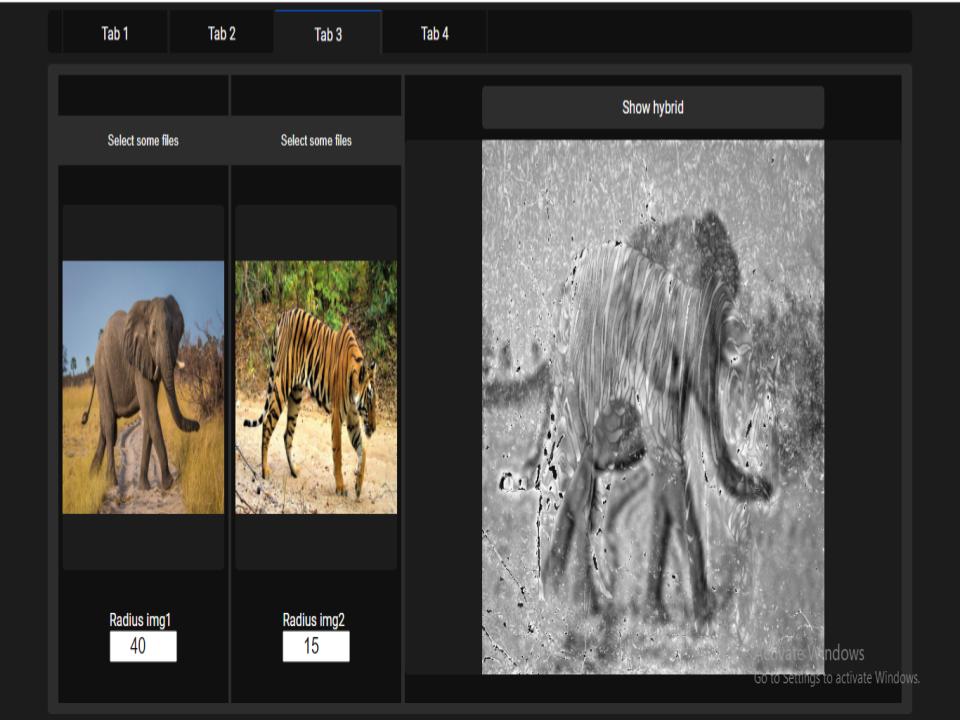 Tab 1
Tab 2
Tab 3
Tab 4
Select some files
Select some files
Show hybrid
Radius img1
40
Radius img2
15
Activate Windows
Go to Settings to activate Windows.